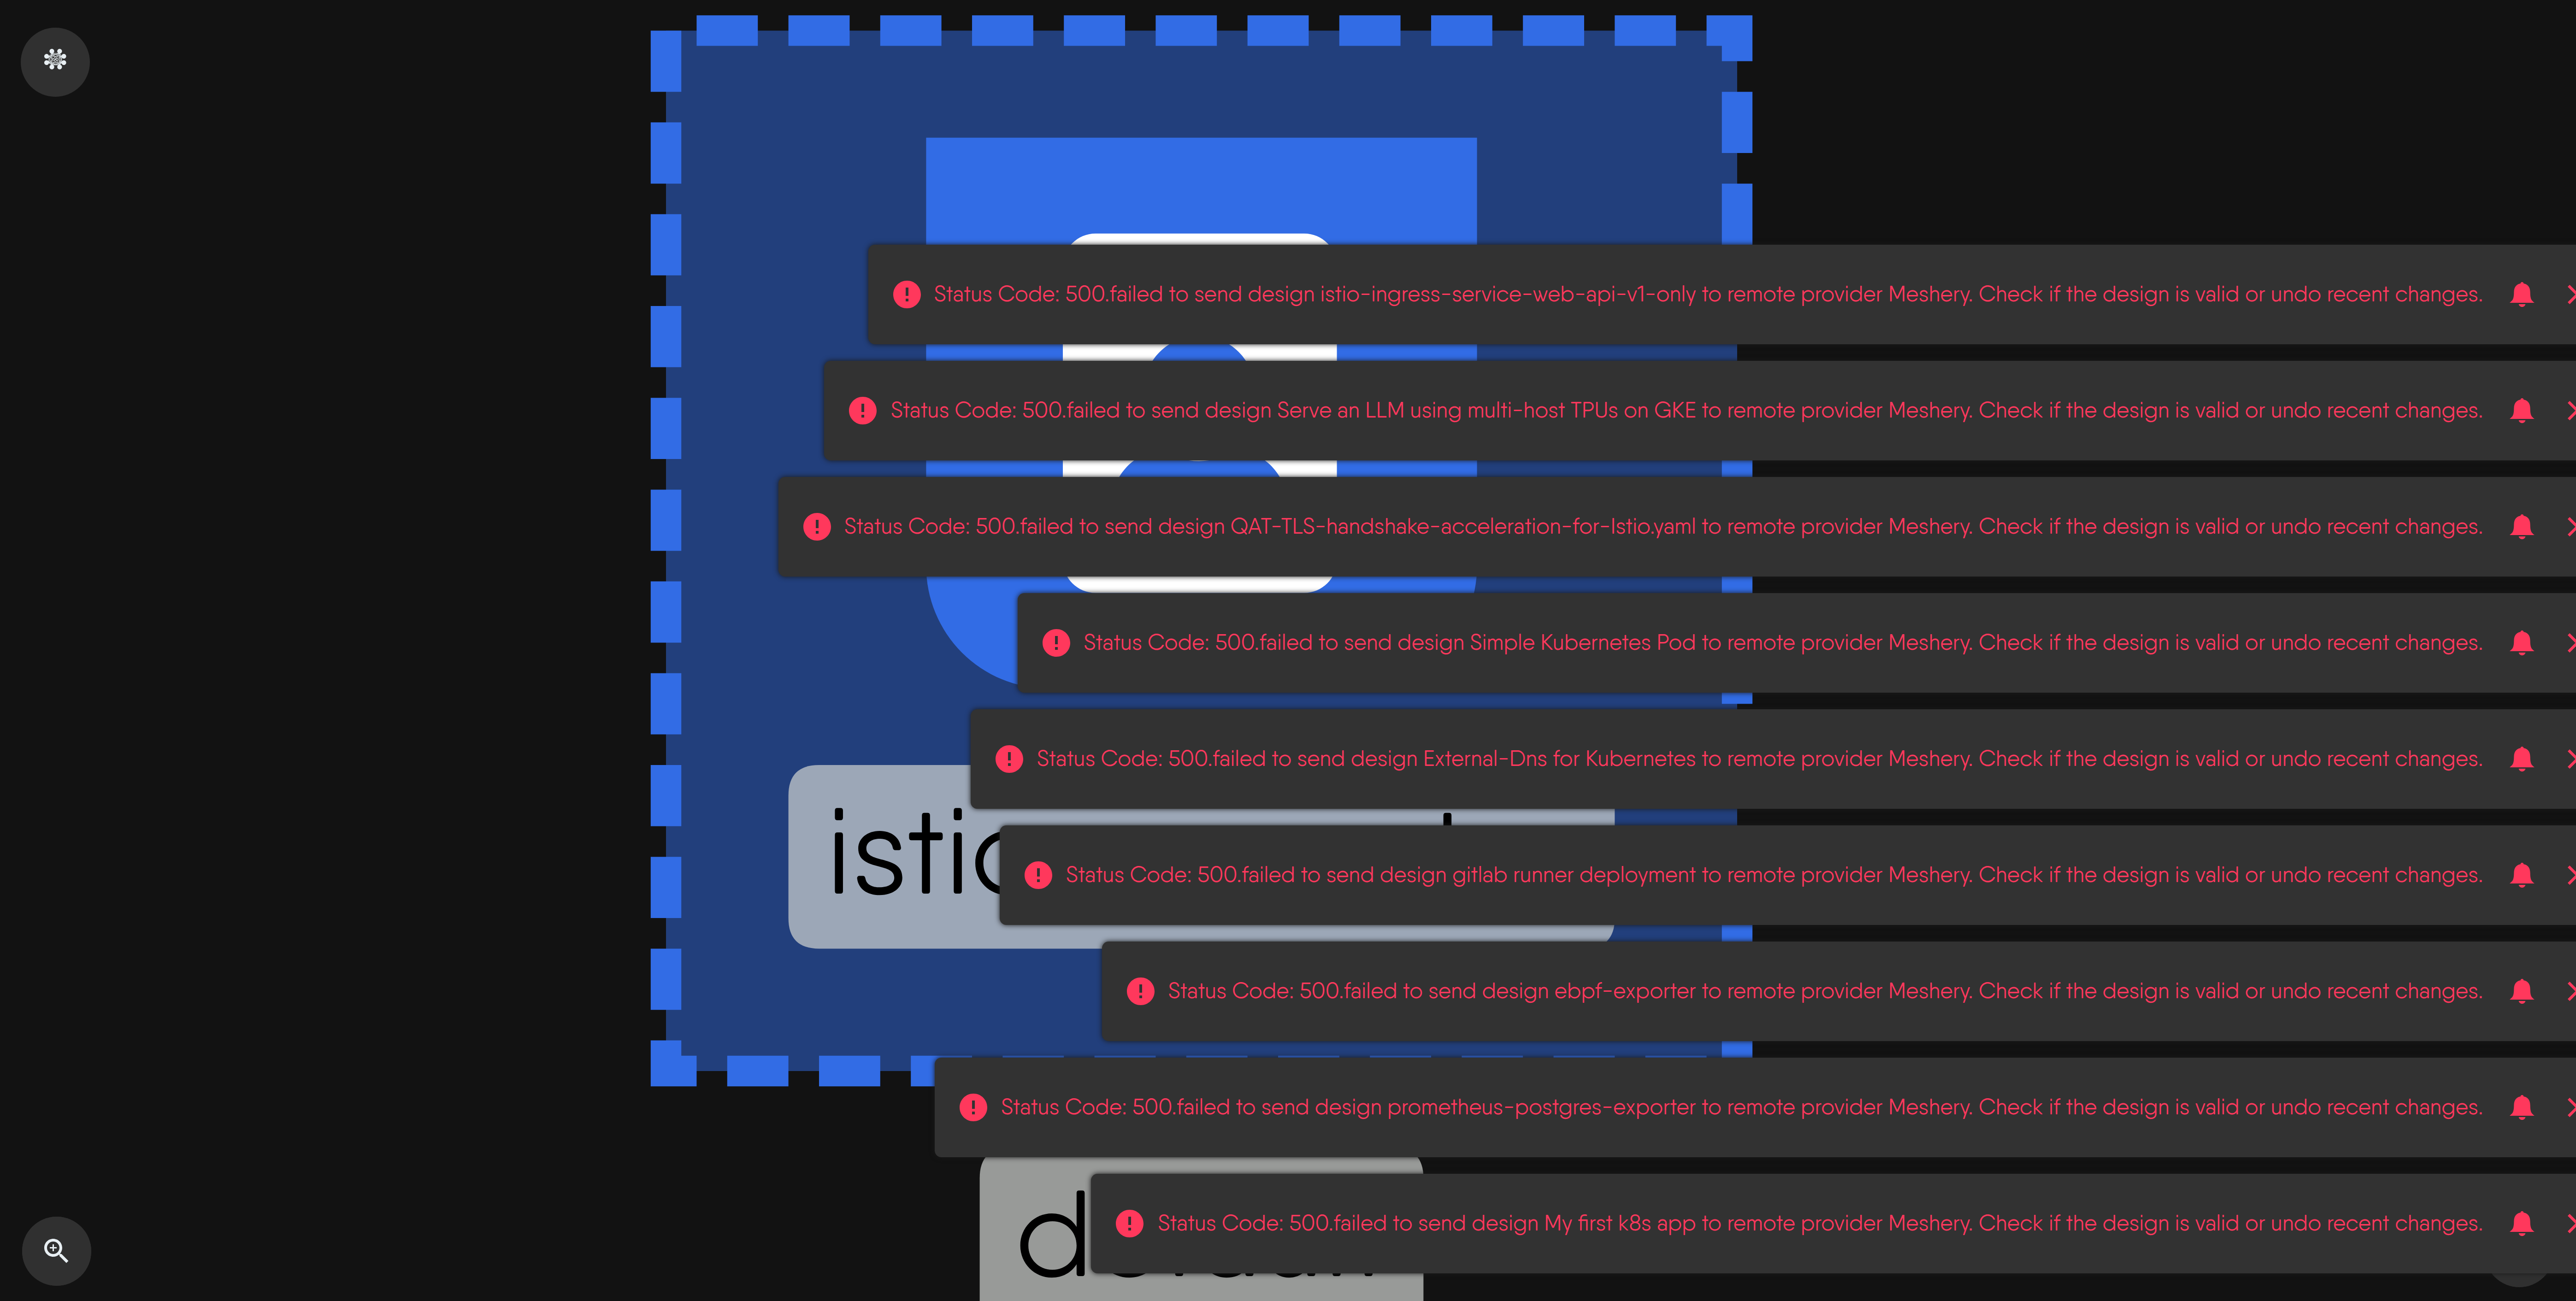 Status Code: 500.failed to send design istio-ingress-service-web-api-v1-only to remote provider Meshery. Check if the design is valid or undo recent changes.
Status Code: 500.failed to send design Serve an LLM using multi-host TPUs on GKE to remote provider Meshery. Check if the design is valid or undo recent changes.
Status Code: 500.failed to send design QAT-TLS-handshake-acceleration-for-Istio.yaml to remote provider Meshery. Check if the design is valid or undo recent changes.
Status Code: 500.failed to send design Simple Kubernetes Pod to remote provider Meshery. Check if the design is valid or undo recent changes.
Status Code: 500.failed to send design External-Dns for Kubernetes to remote provider Meshery. Check if the design is valid or undo recent changes.
Status Code: 500.failed to send design gitlab runner deployment to remote provider Meshery. Check if the design is valid or undo recent changes.
Status Code: 500.failed to send design ebpf-exporter to remote provider Meshery. Check if the design is valid or undo recent changes.
Status Code: 500.failed to send design prometheus-postgres-exporter to remote provider Meshery. Check if the design is valid or undo recent changes.
Status Code: 500.failed to send design My first k8s app to remote provider Meshery. Check if the design is valid or undo recent changes.